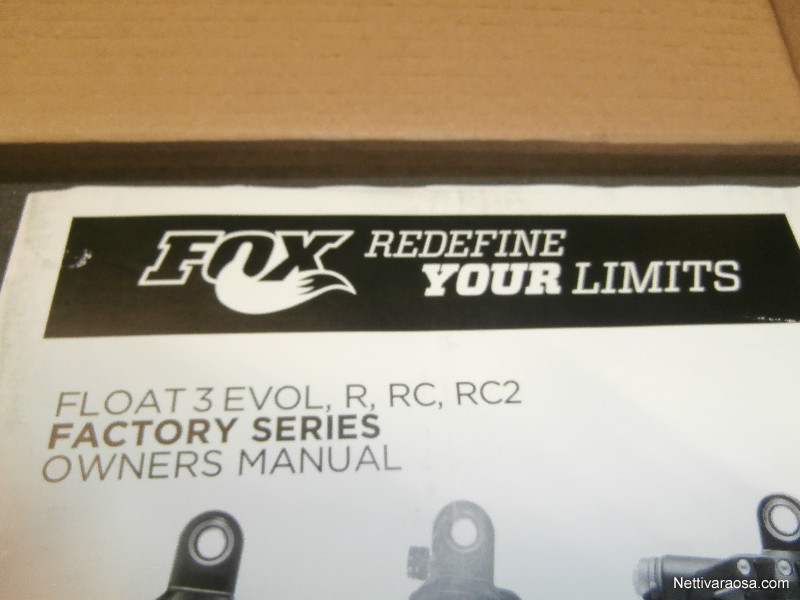 FOX REDEFINE
YOUR LIMITS
FLOAT 3 EVOL, R, RC, RC2
FACTORY SERIES
OWNERS MANUAL
Nettivaraosa.com